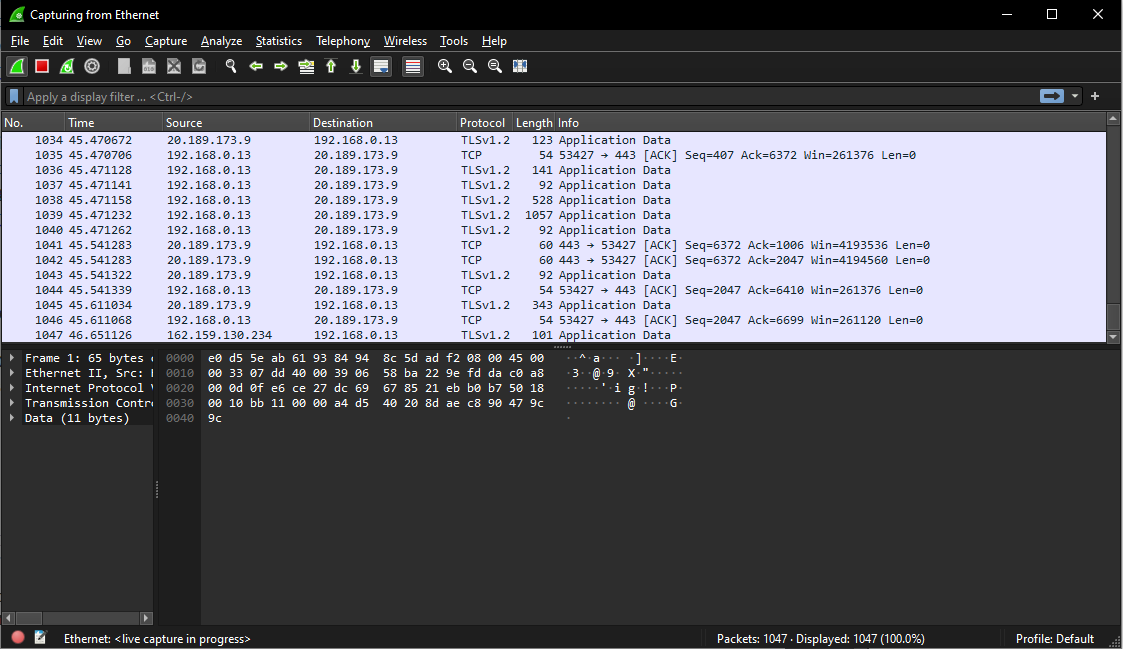 Capturing from Ethernet
File Edit View Go Capture Analyze Statistics Telephony Wireless Tools Help
Apply a display filter ... <Ctrl-/>
No. Time Source Destination Protocol Length Info
1034 45.470672 20.189.173.9 192.168.0.13 TLSv1.2 123 Application Data
1035 45.470706 192.168.0.13 20.189.173.9 TCP 54 53427 → 443 [ACK] Seq=407 Ack=6372 Win=261376 Len=0
1036 45.471128 192.168.0.13 20.189.173.9 TLSv1.2 141 Application Data
1037 45.471141 192.168.0.13 20.189.173.9 TLSv1.2 92 Application Data
1038 45.471158 192.168.0.13 20.189.173.9 TLSv1.2 528 Application Data
1039 45.471232 192.168.0.13 20.189.173.9 TLSv1.2 1057 Application Data
1040 45.471262 192.168.0.13 20.189.173.9 TLSv1.2 92 Application Data
1041 45.541283 20.189.173.9 192.168.0.13 TCP 60 443 → 53427 [ACK] Seq=6372 Ack=1006 Win=4193536 Len=0
1042 45.541283 20.189.173.9 192.168.0.13 TCP 60 443 → 53427 [ACK] Seq=6372 Ack=2047 Win=4194560 Len=0
1043 45.541322 20.189.173.9 192.168.0.13 TLSv1.2 92 Application Data
1044 45.541339 192.168.0.13 20.189.173.9 TCP 54 53427 → 443 [ACK] Seq=2047 Ack=6410 Win=261376 Len=0
1045 45.611034 20.189.173.9 192.168.0.13 TLSv1.2 343 Application Data
1046 45.611068 192.168.0.13 20.189.173.9 TCP 54 53427 → 443 [ACK] Seq=2047 Ack=6699 Win=261120 Len=0
1047 46.651126 162.159.130.234 192.168.0.13 TLSv1.2 101 Application Data
Frame 1: 65 bytes 0000 e0 d5 5e ab 61 93 84 94 8c 5d ad f2 08 00 45 00 ··^·a··· ·]····E·
Ethernet II, Src: 0010 00 33 07 dd 40 00 39 06 58 ba 22 9e fd da c0 a8 ·3··@·9· X·"·····
Internet Protocol 0020 00 0d 0f e6 ce 27 dc 69 67 85 21 eb b0 b7 50 18 ·····'·i g·!···P·
Transmission Contr 0030 00 10 bb 11 00 00 a4 d5 40 20 8d ae c8 90 47 9c ········ @ ····G·
Data (11 bytes) 0040 9c ·
Ethernet: <live capture in progress> Packets: 1047 · Displayed: 1047 (100.0%) Profile: Default